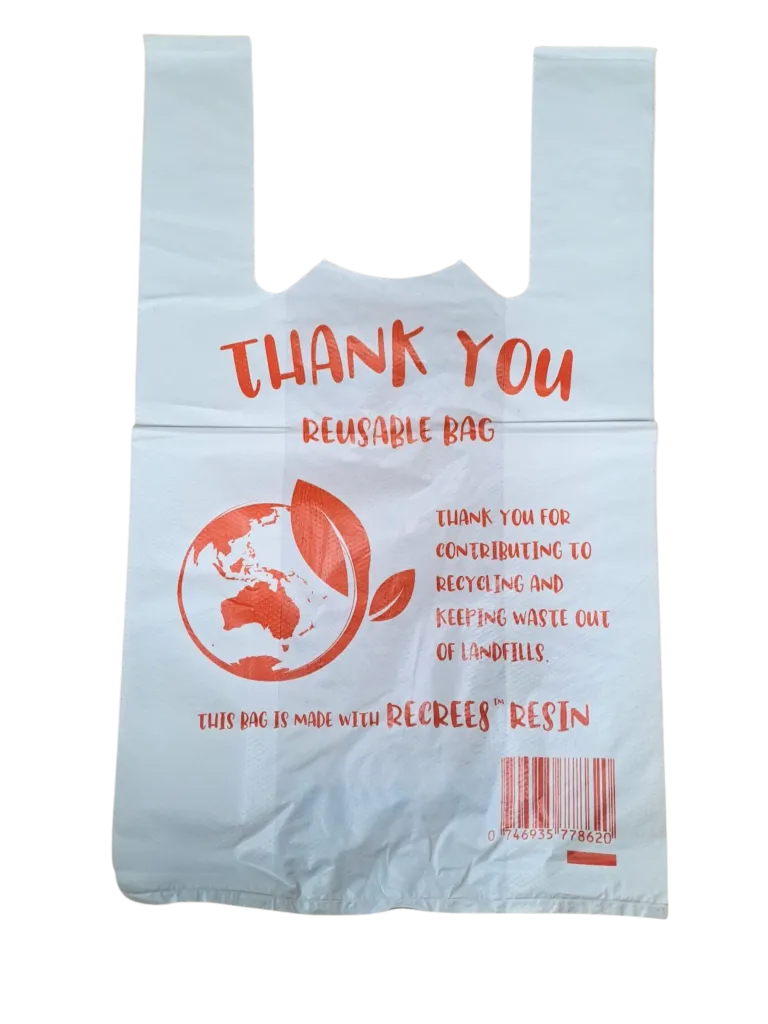 THANK YOU
REUSABLE BAG
THANK YOU FOR
CONTRIBUTING TO
RECYCLING AND
KEEPING WASTE OUT
OF LANDFILLS.
THIS BAG IS MADE WITH RECREE8™ RESIN
0 746935 778620